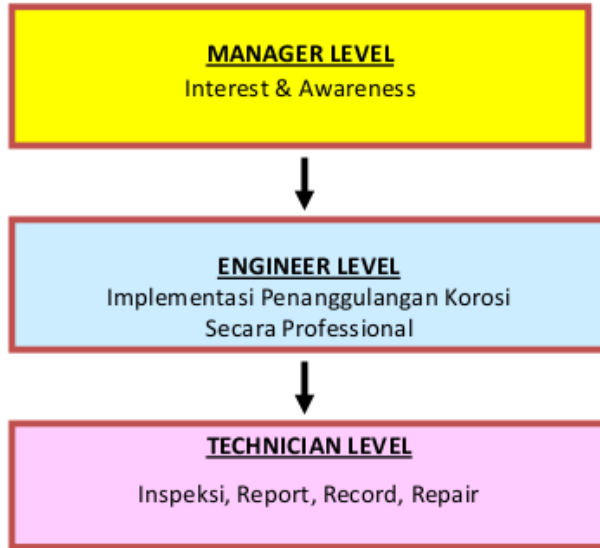 MANAGER LEVEL
Interest & Awareness
ENGINEER LEVEL
Implementasi Penanggulangan Korosi
Secara Professional
TECHNICIAN LEVEL
Inspeksi, Report, Record, Repair